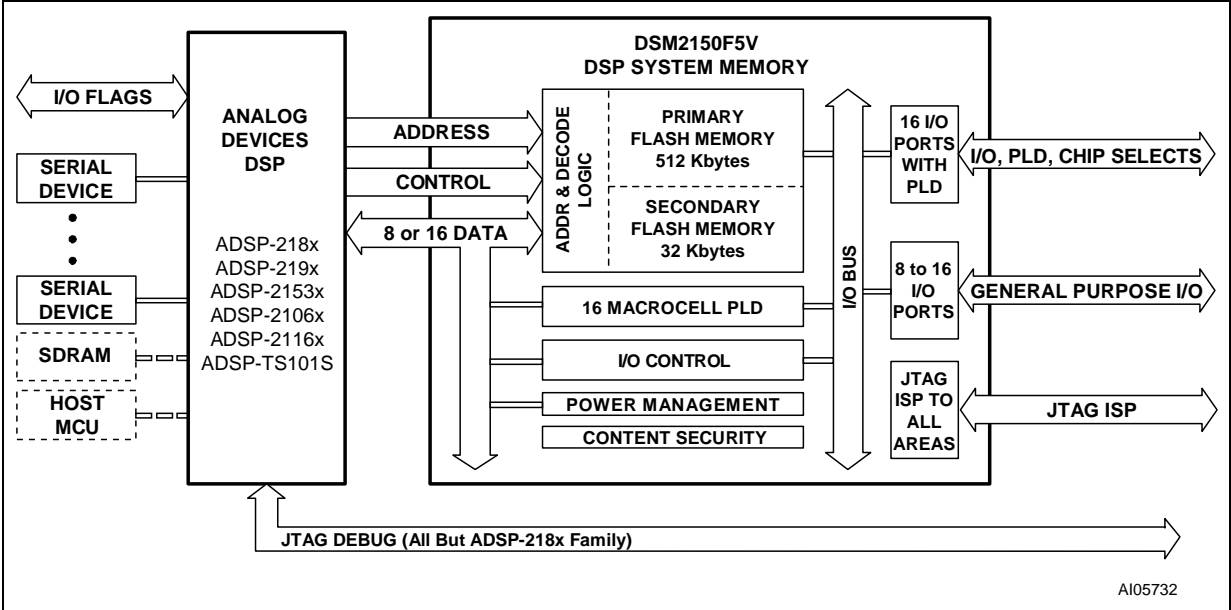 DSM2150F5V
DSP SYSTEM MEMORY
I/O FLAGS
SERIAL
DEVICE
SERIAL
DEVICE
SDRAM
HOST
MCU
ANALOG
DEVICES
DSP
ADSP-218x
ADSP-219x
ADSP-2153x
ADSP-2106x
ADSP-2116x
ADSP-TS101S
ADDRESS
CONTROL
8 or 16 DATA
ADDR & DECODE
LOGIC
PRIMARY
FLASH MEMORY
512 Kbytes
SECONDARY
FLASH MEMORY
32 Kbytes
16 MACROCELL PLD
I/O CONTROL
POWER MANAGEMENT
CONTENT SECURITY
I/O BUS
16 I/O
PORTS
WITH
PLD
8 to 16
I/O
PORTS
JTAG
ISP TO
ALL
AREAS
I/O, PLD, CHIP SELECTS
GENERAL PURPOSE I/O
JTAG ISP
JTAG DEBUG (All But ADSP-218x Family)
AI05732